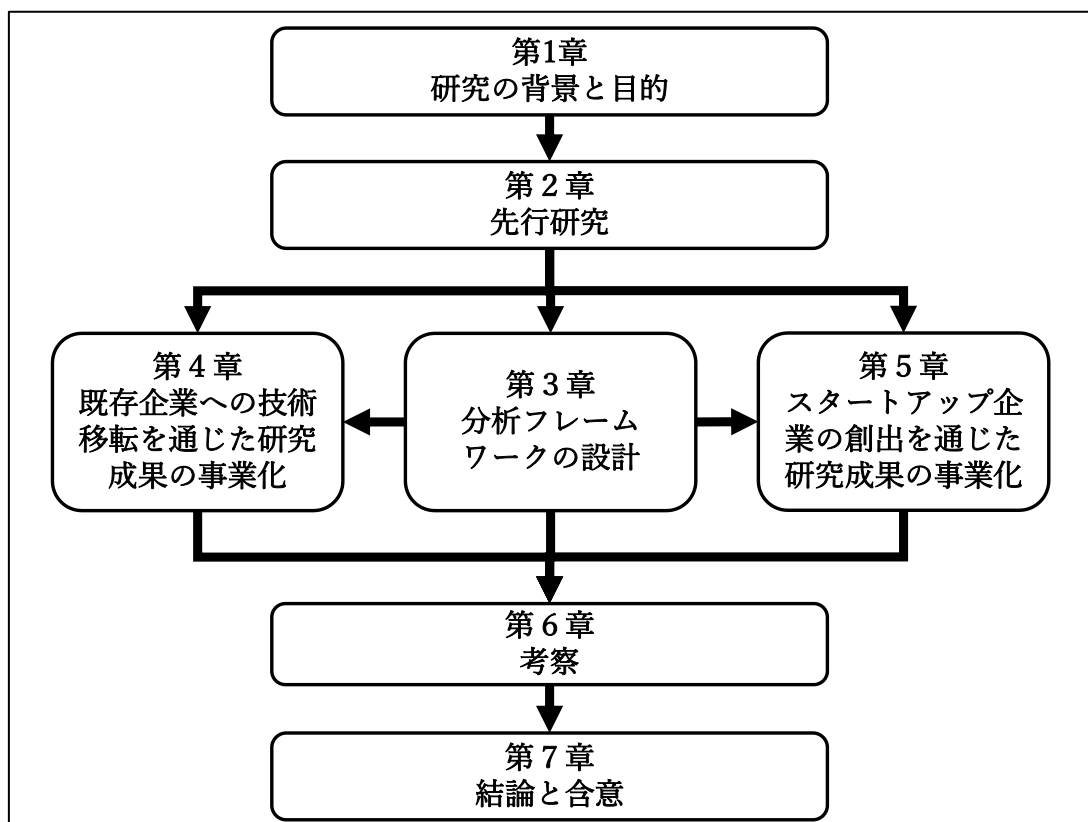 第1章
研究の背景と目的
第２章
先行研究
第４章
既存企業への技術
移転を通じた研究
成果の事業化
第３章
分析フレーム
ワークの設計
第５章
スタートアップ企
業の創出を通じた
研究成果の事業化
第６章
考察
第７章
結論と含意